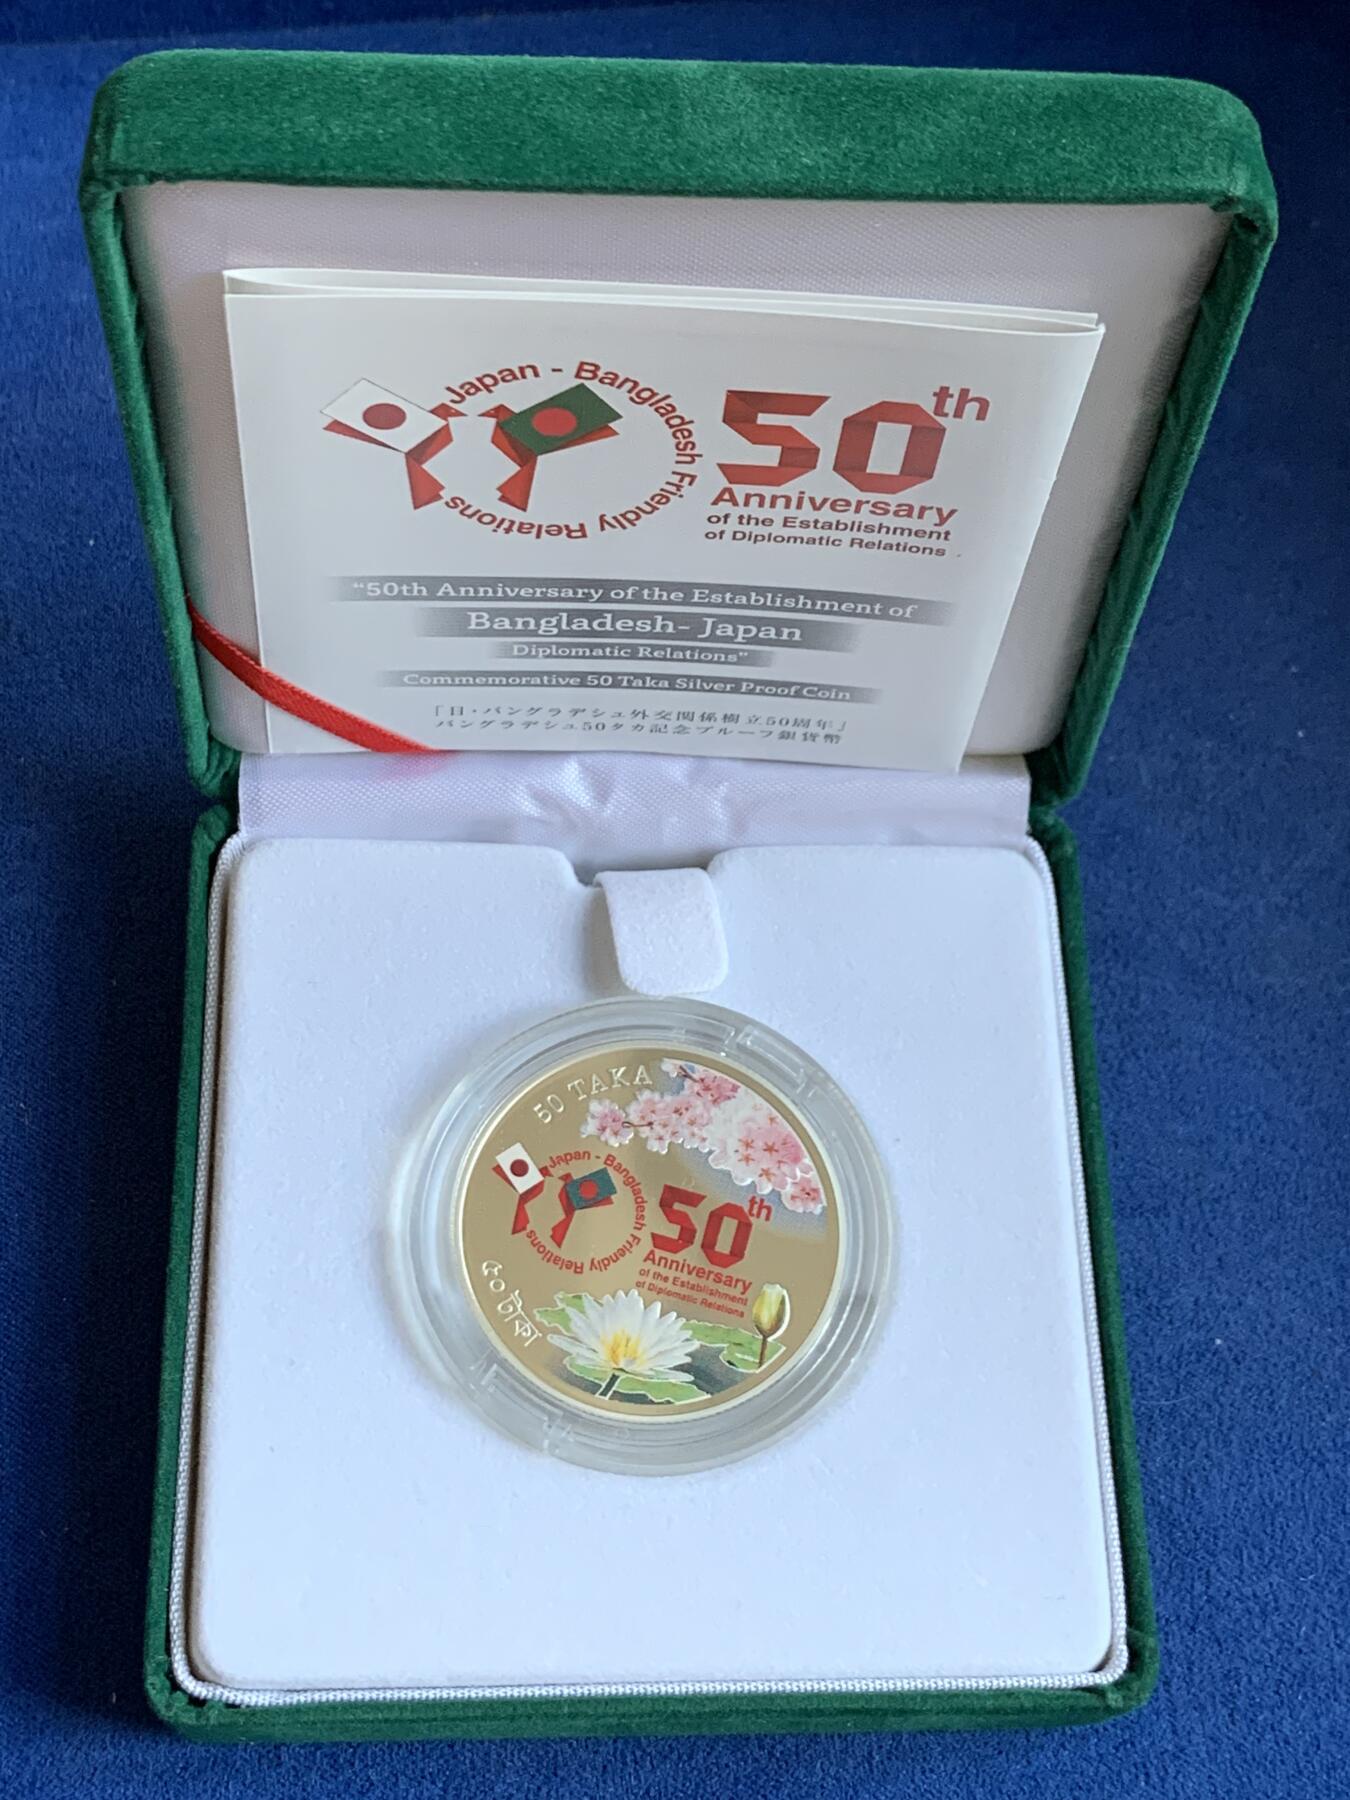 Japan - Bangladesh Friendly Relations
50th
Anniversary
of the Establishment
of Diplomatic Relations
"50th Anniversary of the Establishment of
Bangladesh- Japan
Diplomatic Relations"
Commemorative 50 Taka Silver Proof Coin
「日・バングラデシュ外交関係樹立50周年」
バングラデシュ50タカ記念プルーフ銀貨幣
50 TAKA
Japan - Bangladesh Friendly Relations
50th
Anniversary
of the Establishment
of Diplomatic Relations
৫০ টাকা